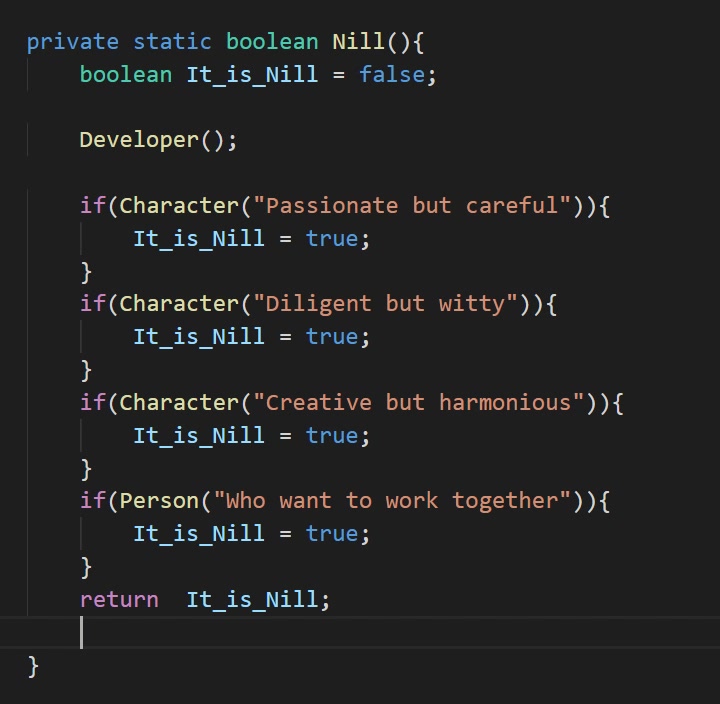 private static boolean Nill(){
    boolean It_is_Nill = false;
    Developer();
    if(Character("Passionate but careful")){
        It_is_Nill = true;
    }
    if(Character("Diligent but witty")){
        It_is_Nill = true;
    }
    if(Character("Creative but harmonious")){
        It_is_Nill = true;
    }
    if(Person("Who want to work together")){
        It_is_Nill = true;
    }
    return  It_is_Nill;
}